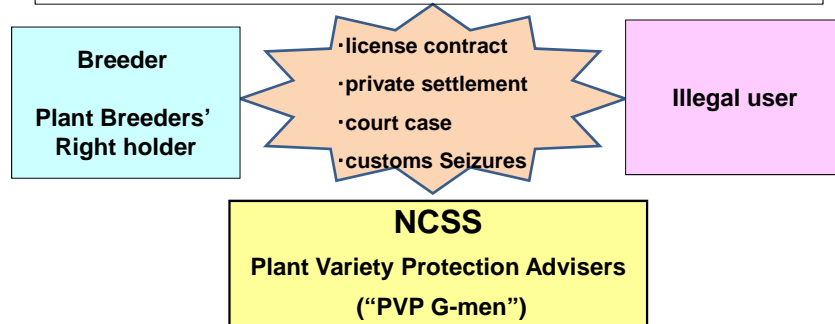 Breeder
Plant Breeders'
Right holder
·license contract
·private settlement
·court case
·customs Seizures
Illegal user
NCSS
Plant Variety Protection Advisers
(“PVP G-men”)